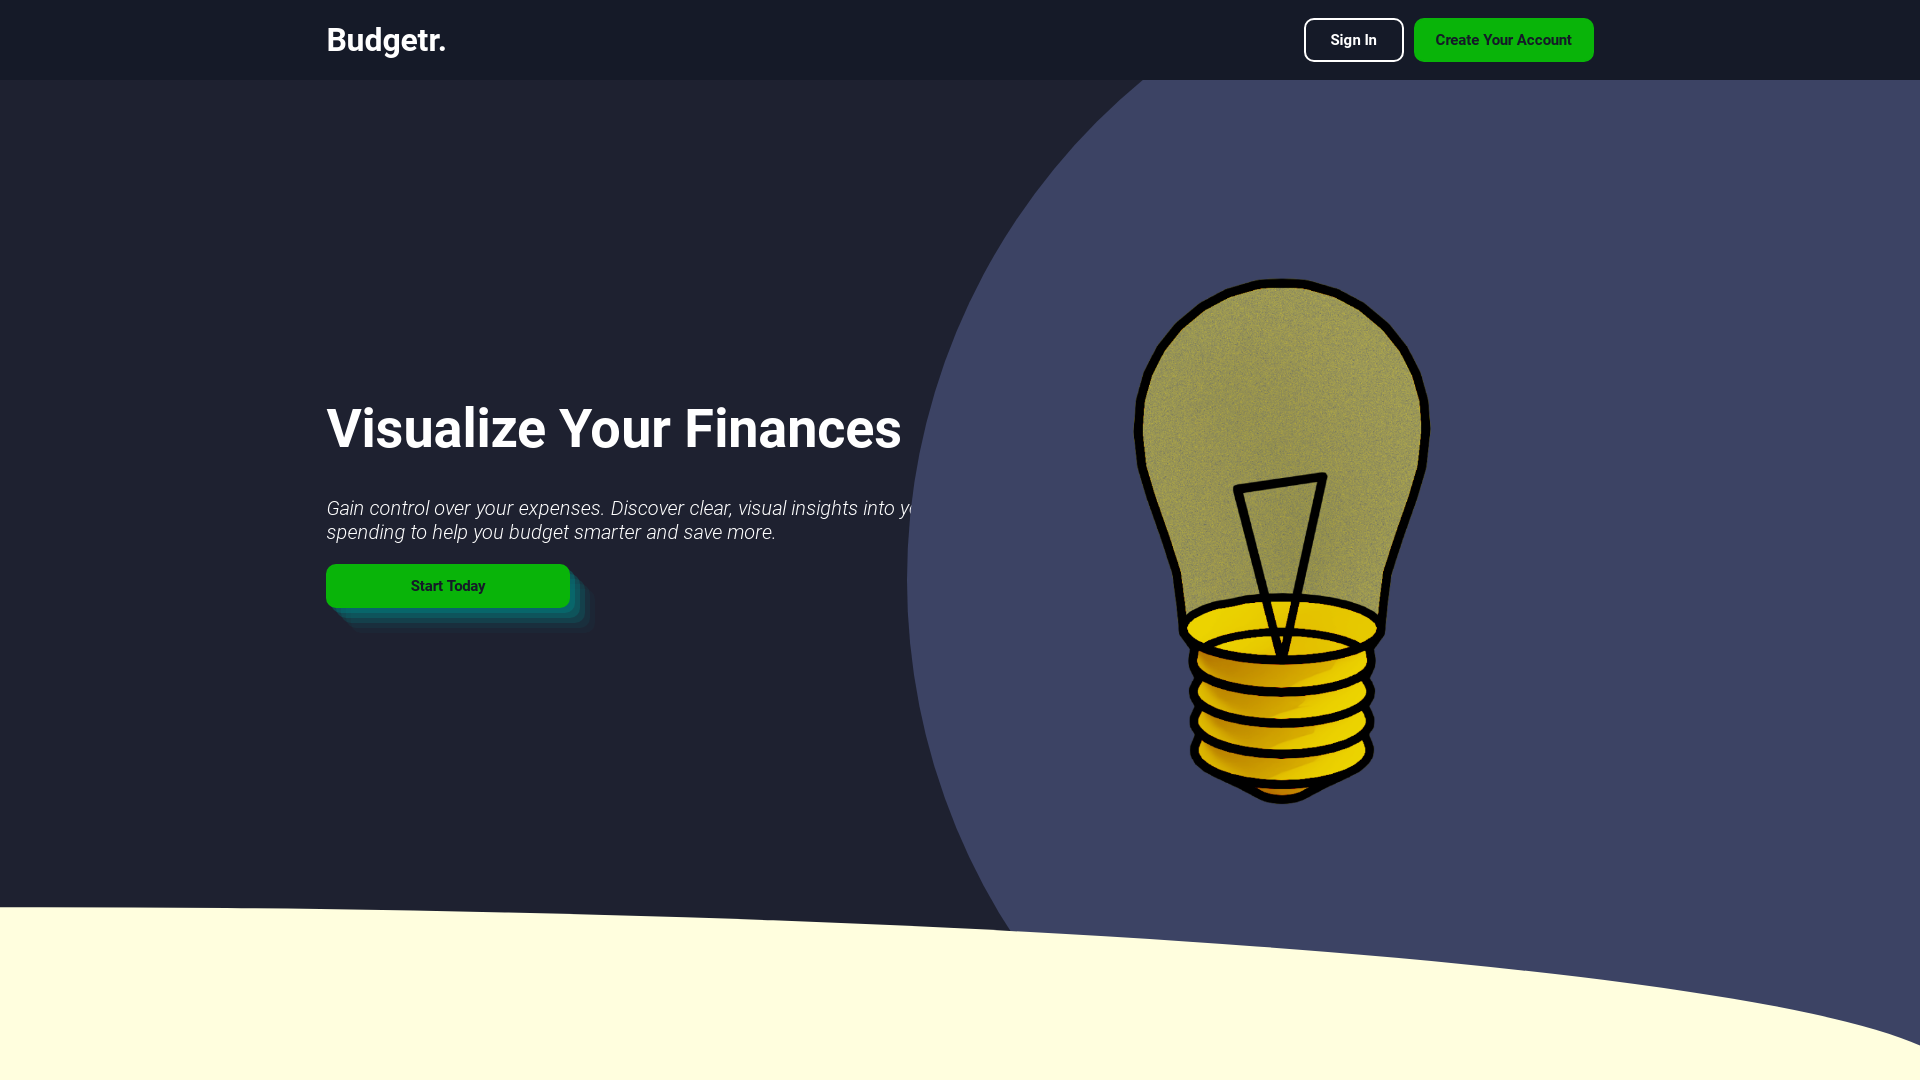 Budgetr.
Sign In
Create Your Account
Visualize Your Finances
Gain control over your expenses. Discover clear, visual insights into
spending to help you budget smarter and save more.
Start Today